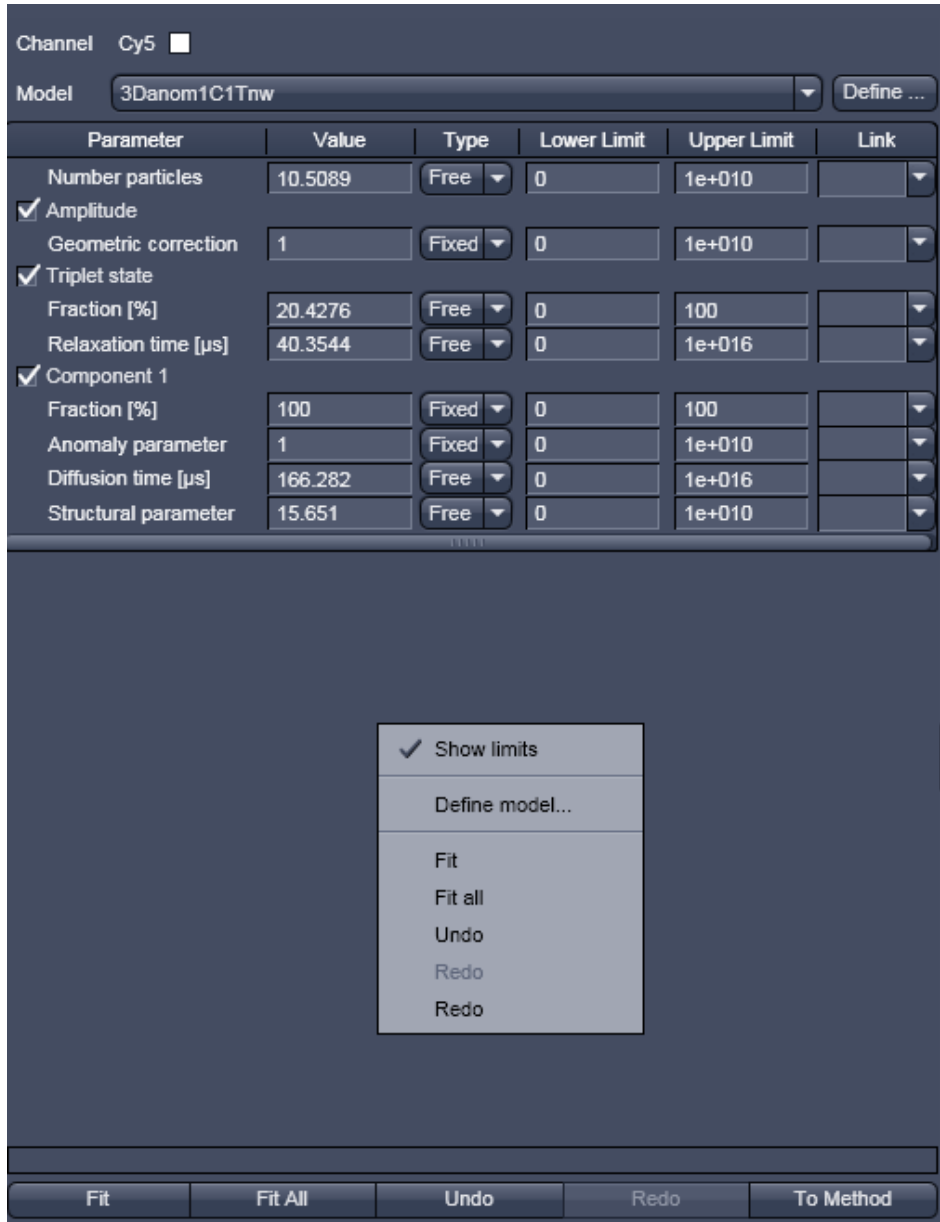 Channel Cy5
Model 3Danom1C1Tnw Define ...
Parameter Value Type Lower Limit Upper Limit Link
Number particles 10.5089 Free 0 1e+010
Amplitude
Geometric correction 1 Fixed 0 1e+010
Triplet state
Fraction [%] 20.4276 Free 0 100
Relaxation time [µs] 40.3544 Free 0 1e+016
Component 1
Fraction [%] 100 Fixed 0 100
Anomaly parameter 1 Fixed 0 1e+010
Diffusion time [µs] 166.282 Free 0 1e+016
Structural parameter 15.651 Free 0 1e+010
Show limits
Define model...
Fit
Fit all
Undo
Redo
Redo
Fit Fit All Undo Redo To Method